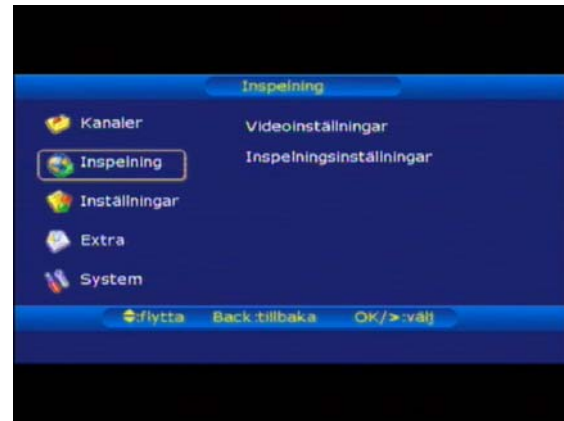 Inspelning
Kanaler
Inspelning
Inställningar
Extra
System
Videoinställningar
Inspelningsinställningar
:flytta Back:tillbaka OK/>:välj